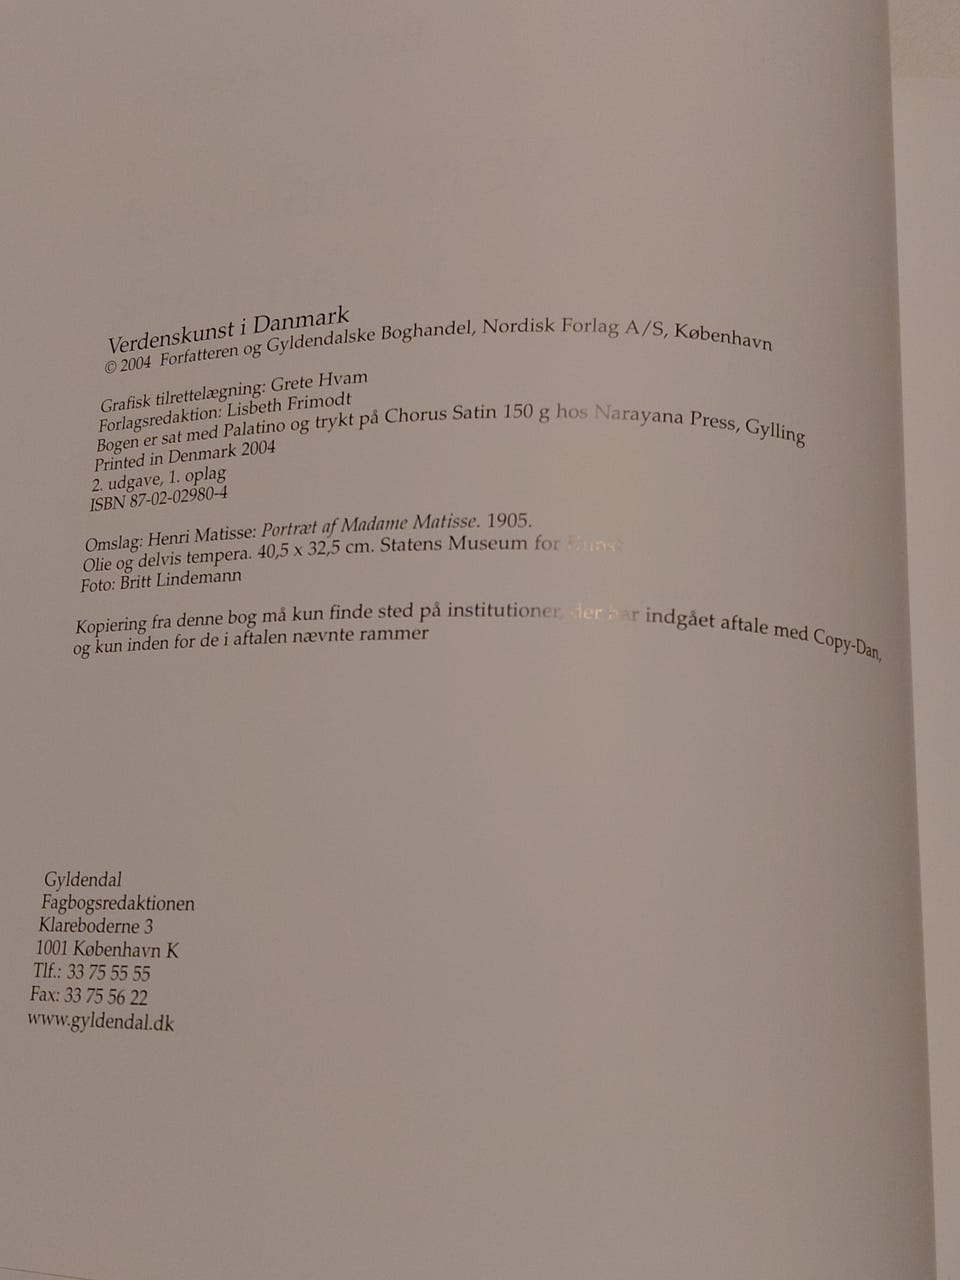 Verdenskunst i Danmark
© 2004 Forfatteren og Gyldendalske Boghandel, Nordisk Forlag A/S, København
Grafisk tilrettelægning: Grete Hvam
Forlagsredaktion: Lisbeth Frimodt
Bogen er sat med Palatino og trykt på Chorus Satin 150 g hos Narayana Press, Gylling
Printed in Denmark 2004
2. udgave, 1. oplag
ISBN 87-02-02980-4
Omslag: Henri Matisse: Portræt af Madame Matisse. 1905.
Olie og delvis tempera. 40,5 x 32,5 cm. Statens Museum for Kunst
Foto: Britt Lindemann
Kopiering fra denne bog må kun finde sted på institutioner, der har indgået aftale med Copy-Dan,
og kun inden for de i aftalen nævnte rammer
Gyldendal
Fagbogsredaktionen
Klareboderne 3
1001 København K
Tlf.: 33 75 55 55
Fax: 33 75 56 22
www.gyldendal.dk